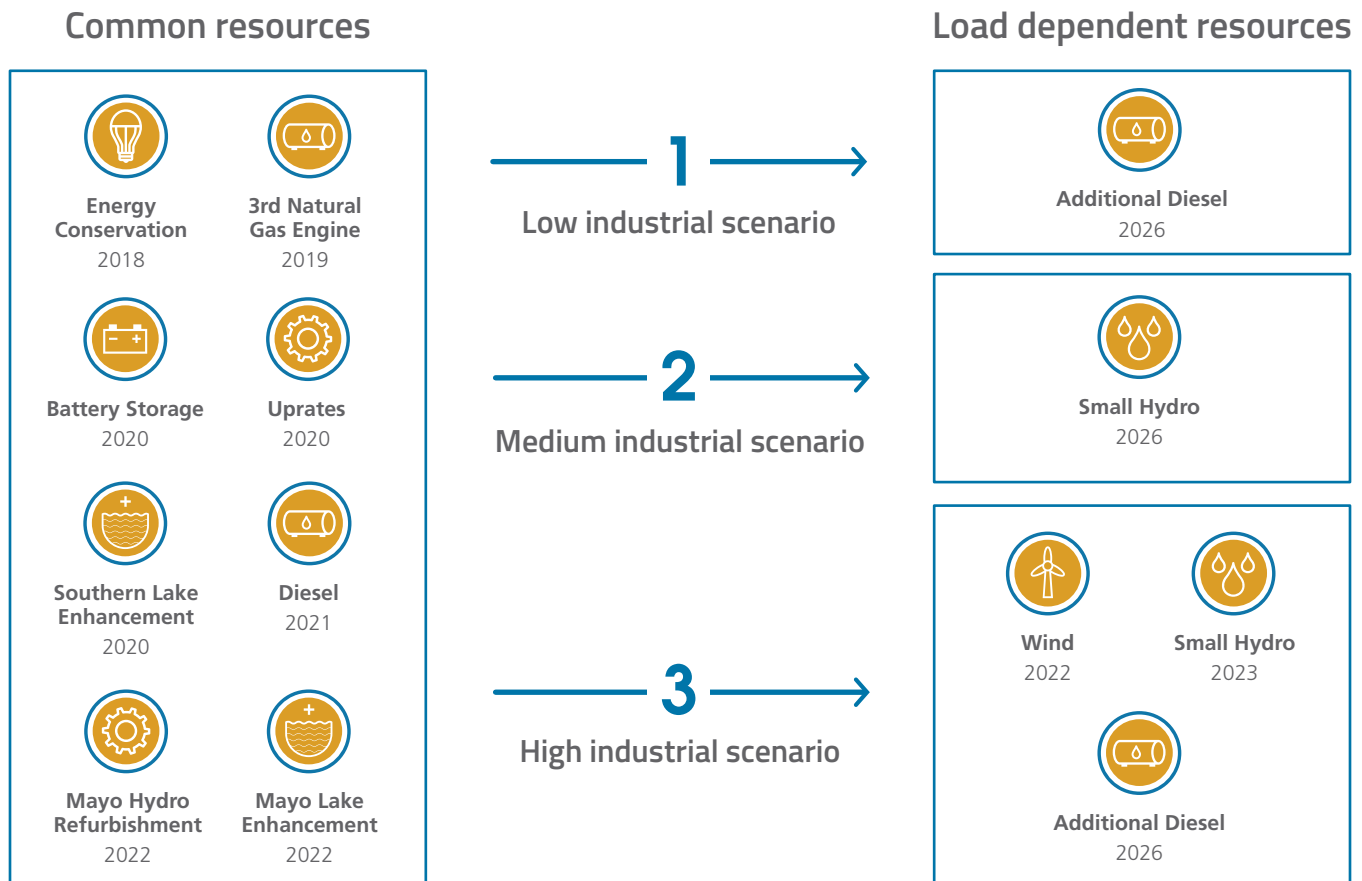 Common resources
Load dependent resources
Energy
Conservation
2018
3rd Natural
Gas Engine
2019
Battery Storage
2020
Uprates
2020
Southern Lake
Enhancement
2020
Diesel
2021
Mayo Hydro
Refurbishment
2022
Mayo Lake
Enhancement
2022
1
Low industrial scenario
2
Medium industrial scenario
3
High industrial scenario
Additional Diesel
2026
Small Hydro
2026
Wind
2022
Small Hydro
2023
Additional Diesel
2026